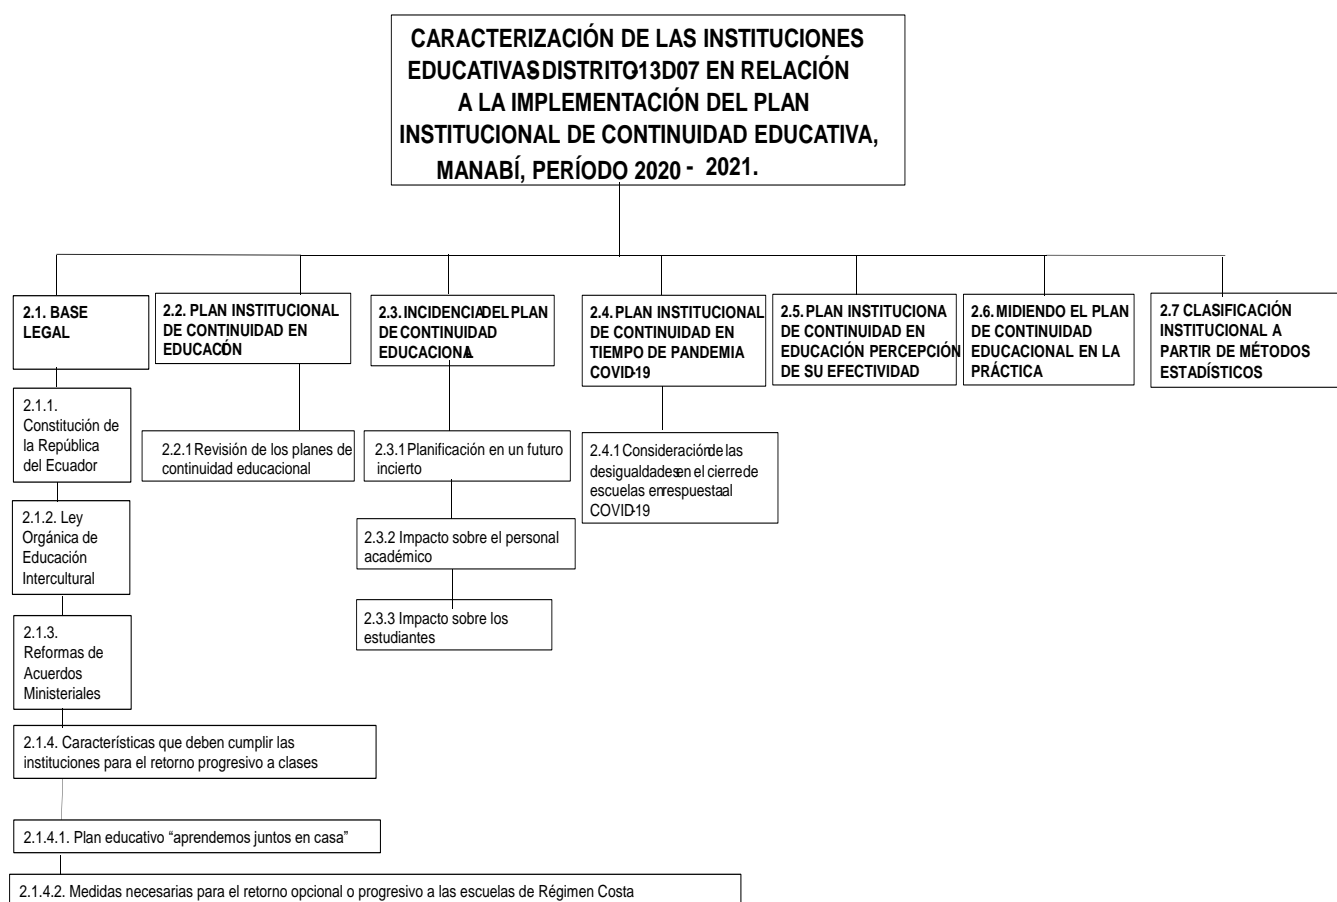 CARACTERIZACIÓN DE LAS INSTITUCIONES
EDUCATIVAS DISTRITO-13D07 EN RELACIÓN
A LA IMPLEMENTACIÓN DEL PLAN
INSTITUCIONAL DE CONTINUIDAD EDUCATIVA,
MANABÍ, PERÍODO 2020 - 2021.
2.1. BASE
LEGAL
2.1.1.
Constitución de
la República
del Ecuador
2.1.2. Ley
Orgánica de
Educación
Intercultural
2.1.3.
Reformas de
Acuerdos
Ministeriales
2.1.4. Características que deben cumplir las
instituciones para el retorno progresivo a clases
2.1.4.1. Plan educativo “aprendemos juntos en casa”
2.1.4.2. Medidas necesarias para el retorno opcional o progresivo a las escuelas de Régimen Costa
2.2. PLAN INSTITUCIONAL
DE CONTINUIDAD EN
EDUCACÓN
2.2.1 Revisión de los planes de
continuidad educacional
2.3. INCIDENCIA DEL PLAN
DE CONTINUIDAD
EDUCACIONAL
2.3.1 Planificación en un futuro
incierto
2.3.2 Impacto sobre el personal
académico
2.3.3 Impacto sobre los
estudiantes
2.4. PLAN INSTITUCIONAL
DE CONTINUIDAD EN
TIEMPO DE PANDEMIA
COVID-19
2.4.1 Consideración de las
desigualdades en el cierre de
escuelas en respuesta al
COVID-19
2.5. PLAN INSTITUCIONA
DE CONTINUIDAD EN
EDUCACIÓN PERCEPCIÓN
DE SU EFECTIVIDAD
2.6. MIDIENDO EL PLAN
DE CONTINUIDAD
EDUCACIONAL EN LA
PRÁCTICA
2.7 CLASIFICACIÓN
INSTITUCIONAL A
PARTIR DE MÉTODOS
ESTADÍSTICOS